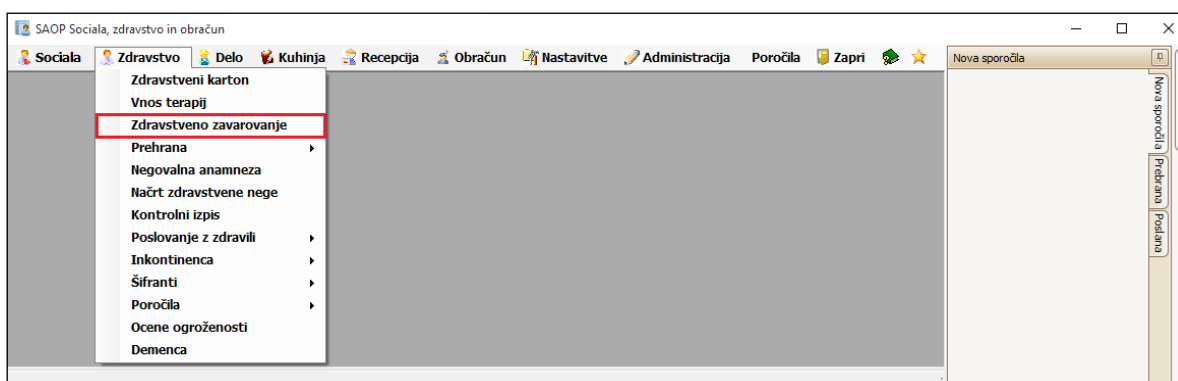 SAOP Sociala, zdravstvo in obračun
Sociala Zdravstvo Delo Kuhinja Recepcija Obračun Nastavitve Administracija Poročila Zapri
Nova sporočila
Zdravstveni karton
Vnos terapij
Zdravstveno zavarovanje
Prehrana
Negovalna anamneza
Načrt zdravstvene nege
Kontrolni izpis
Poslovanje z zdravili
Inkontinenca
Šifranti
Poročila
Ocene ogroženosti
Demenca
Nova sporočila
Prebrana
Poslana